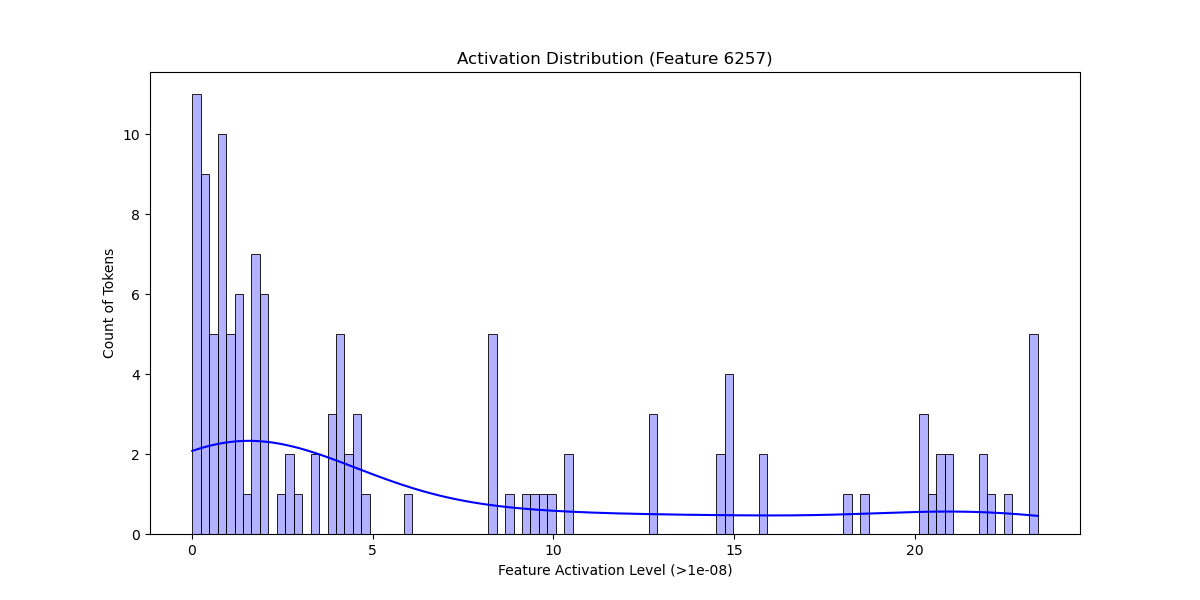 Activation Distribution (Feature 6257)
Count of Tokens
10
8
6
4
2
0
0 5 10 15 20
Feature Activation Level (>1e-08)